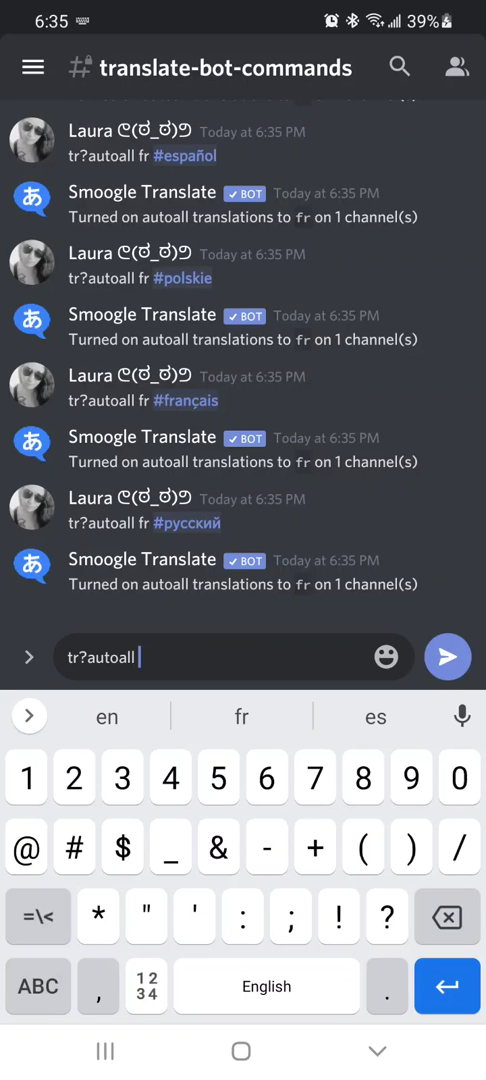 6:35 39%
# translate-bot-commands
Laura ᕦ(ಠ_ಠ)ᕤ Today at 6:35 PM
tr?autoall fr #español
Smoogle Translate ✓ BOT Today at 6:35 PM
Turned on autoall translations to fr on 1 channel(s)
Laura ᕦ(ಠ_ಠ)ᕤ Today at 6:35 PM
tr?autoall fr #polskie
Smoogle Translate ✓ BOT Today at 6:35 PM
Turned on autoall translations to fr on 1 channel(s)
Laura ᕦ(ಠ_ಠ)ᕤ Today at 6:35 PM
tr?autoall fr #français
Smoogle Translate ✓ BOT Today at 6:35 PM
Turned on autoall translations to fr on 1 channel(s)
Laura ᕦ(ಠ_ಠ)ᕤ Today at 6:35 PM
tr?autoall fr #русский
あ Smoogle Translate ✓ BOT Today at 6:35 PM
Turned on autoall translations to fr on 1 channel(s)
tr?autoall
en fr es
1 2 3 4 5 6 7 8 9 0
@ # $ _ & - + ( ) /
=\< * " ' : ; ! ?
ABC , 1234 English .